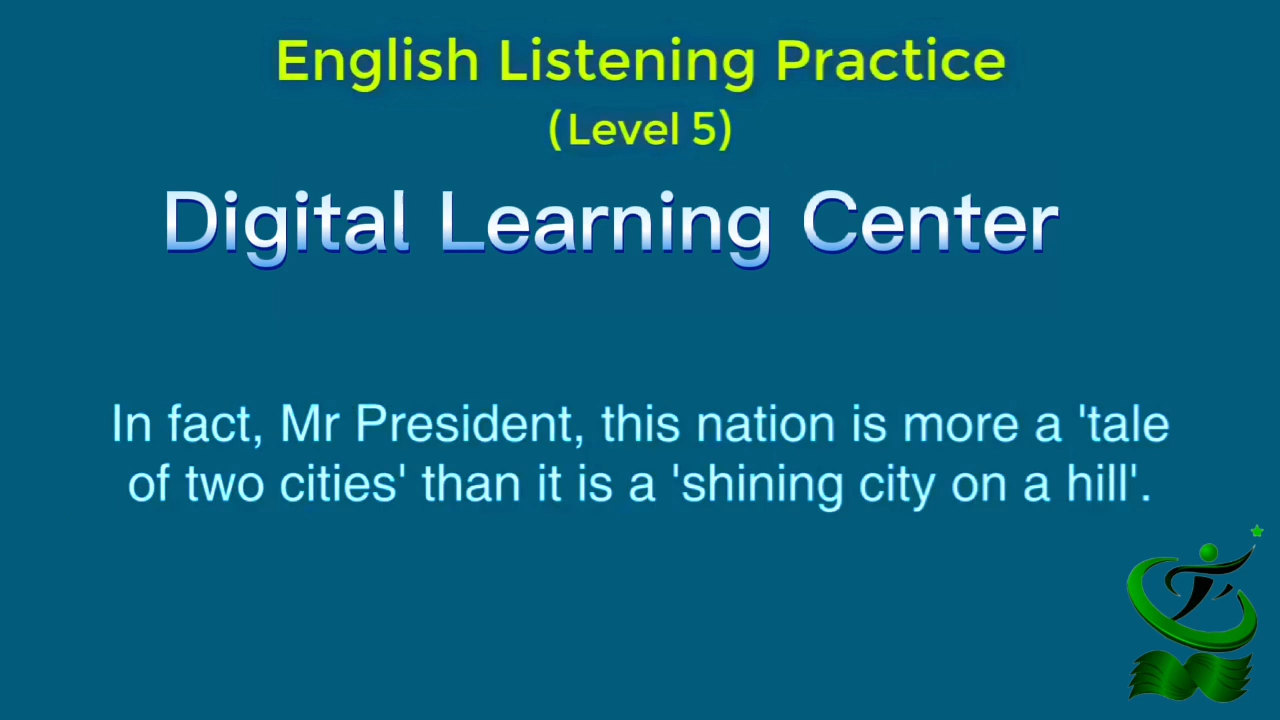 English Listening Practice
(Level 5)
Digital Learning Center
In fact, Mr President, this nation is more a 'tale
of two cities' than it is a 'shining city on a hill'.